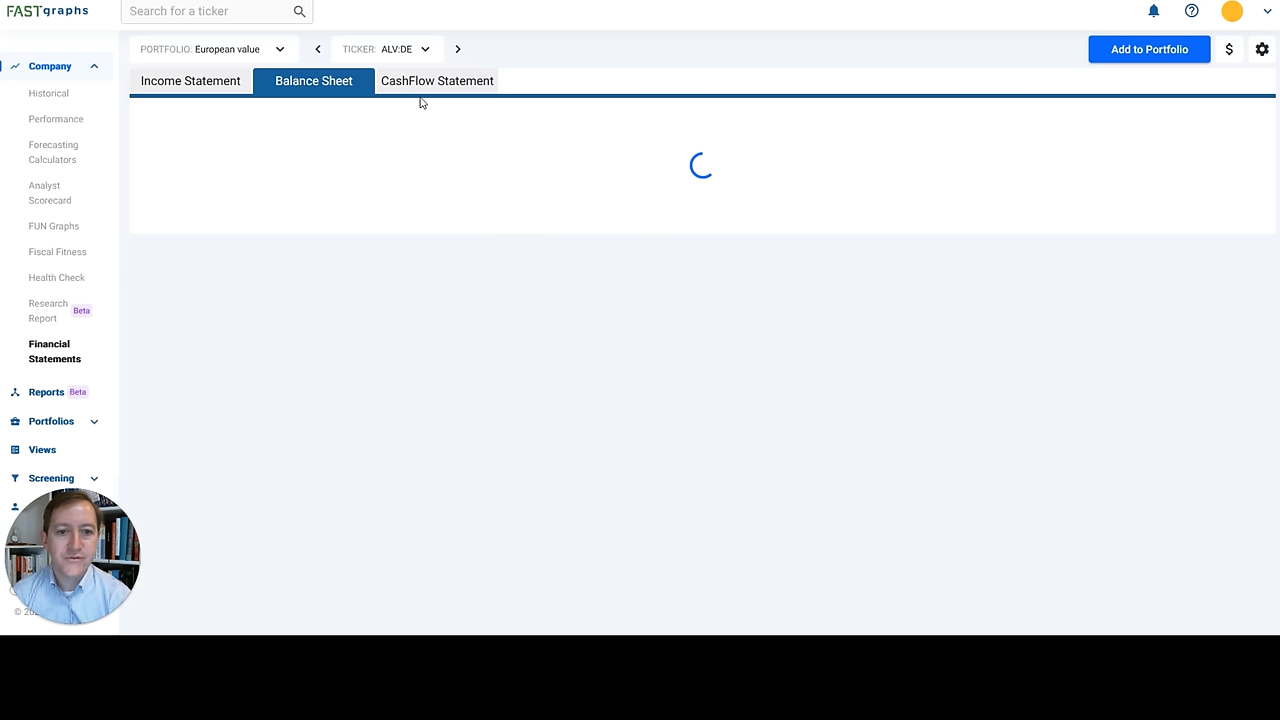 FAST graphs
Search for a ticker
PORTFOLIO: European value
TICKER: ALV:DE
Add to Portfolio
$
Income Statement
Balance Sheet
CashFlow Statement
Company
Historical
Performance
Forecasting
Calculators
Analyst
Scorecard
FUN Graphs
Fiscal Fitness
Health Check
Research
Report
Beta
Financial
Statements
Reports Beta
Portfolios
Views
Screening